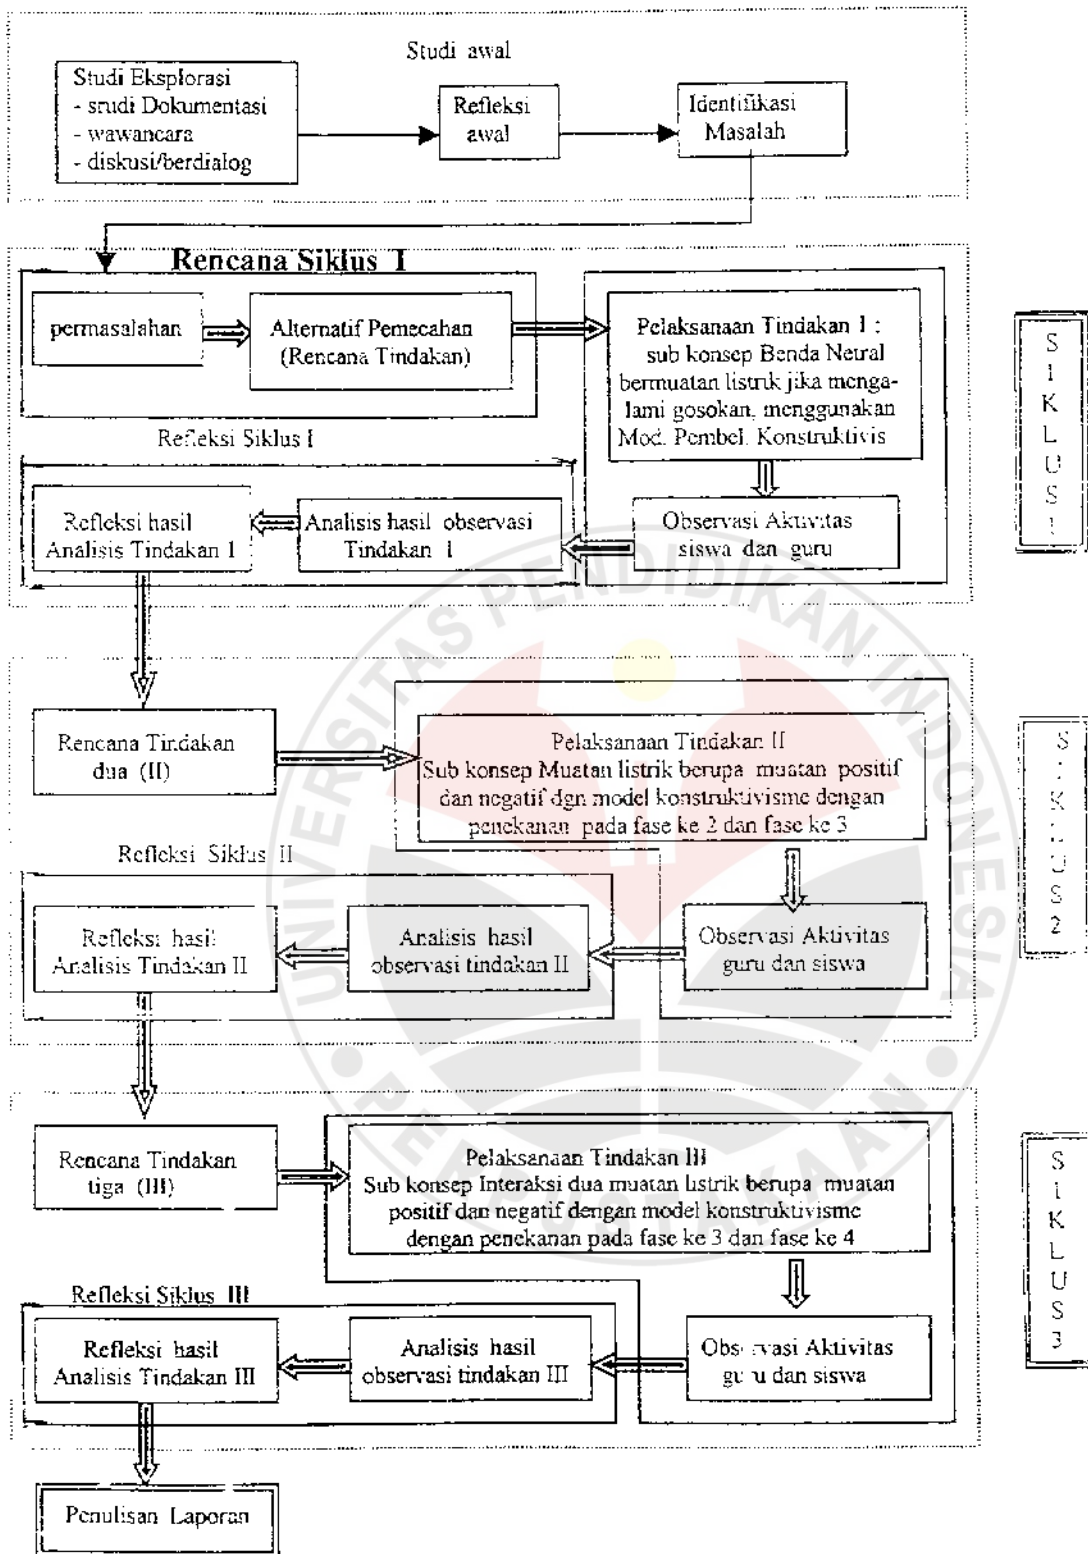 Studi awal
Studi Eksplorasi
- srudi Dokumentasi
- wawancara
- diskusi/berdialog
Refleksi
awal
Identifikasi
Masalah
Rencana Siklus I
permasalahan
Alternatif Pemecahan
(Rencana Tindakan)
Pelaksanaan Tindakan 1 :
sub konsep Benda Netral
bermuatan listrik jika menga-
lami gosokan, menggunakan
Mod. Pembel. Konstruktivis
Refleksi Siklus I
Refleksi hasil
Analisis Tindakan 1
Analisis hasil observasi
Tindakan 1
Observasi Aktivitas
siswa dan guru
S
I
K
L
U
S
1
Rencana Tindakan
dua (II)
Pelaksanaan Tindakan II
Sub konsep Muatan listrik berupa muatan positif
dan negatif dgn model konstruktivisme dengan
penekanan pada fase ke 2 dan fase ke 3
Refleksi Siklus II
Refleksi hasil
Analisis Tindakan II
Analisis hasil
observasi tindakan II
Observasi Aktivitas
guru dan siswa
S
I
K
L
U
S
2
Rencana Tindakan
tiga (III)
Pelaksanaan Tindakan III
Sub konsep Interaksi dua muatan listrik berupa muatan
positif dan negatif dengan model konstruktivisme
dengan penekanan pada fase ke 3 dan fase ke 4
Refleksi Siklus III
Refleksi hasil
Analisis Tindakan III
Analisis hasil
observasi tindakan III
Observasi Aktivitas
guru dan siswa
S
I
K
L
U
S
3
Penulisan Laporan
UNIVERSITAS PENDIDIKAN INDONESIA
PERPUSTAKAAN